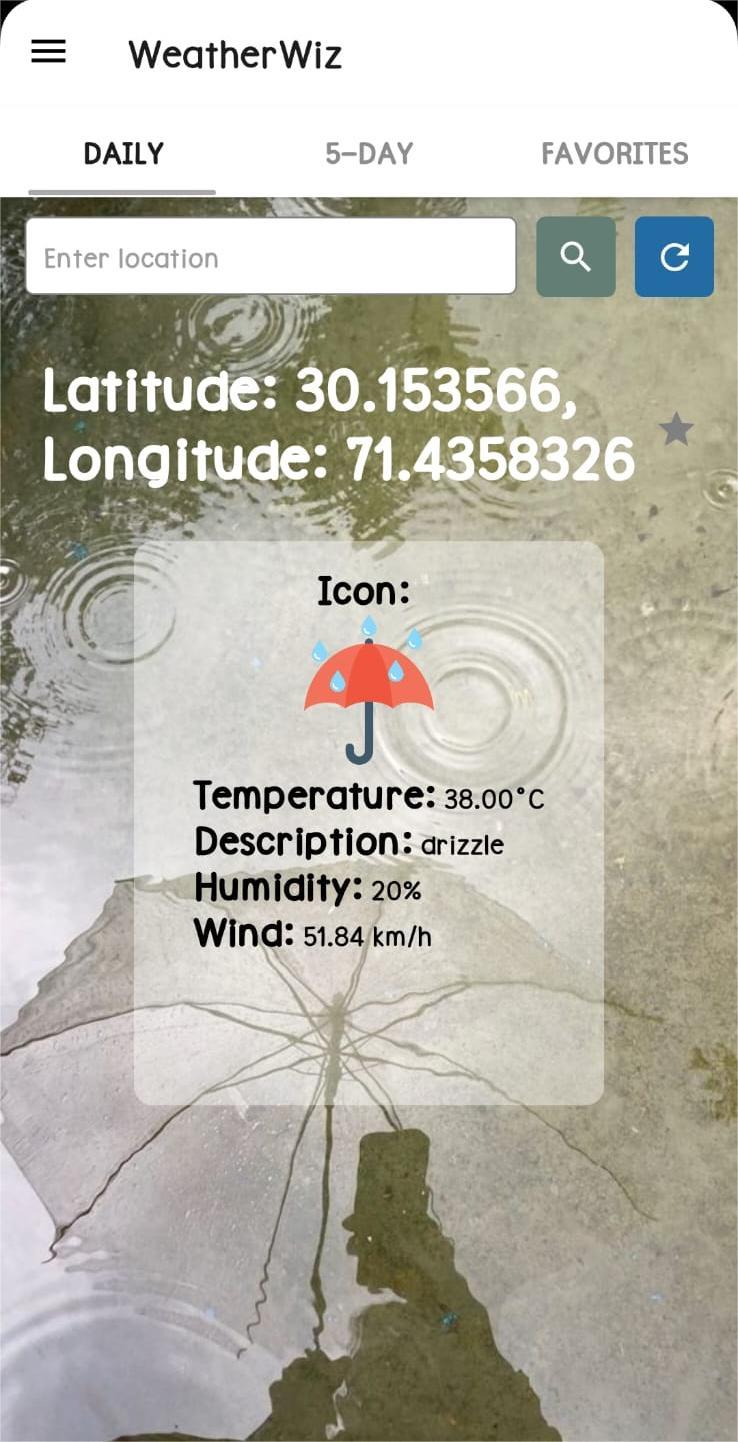 WeatherWiz
DAILY 5-DAY FAVORITES
Enter location
Latitude: 30.153566,
Longitude: 71.4358326
Icon:
Temperature: 38.00°C
Description: drizzle
Humidity: 20%
Wind: 51.84 km/h